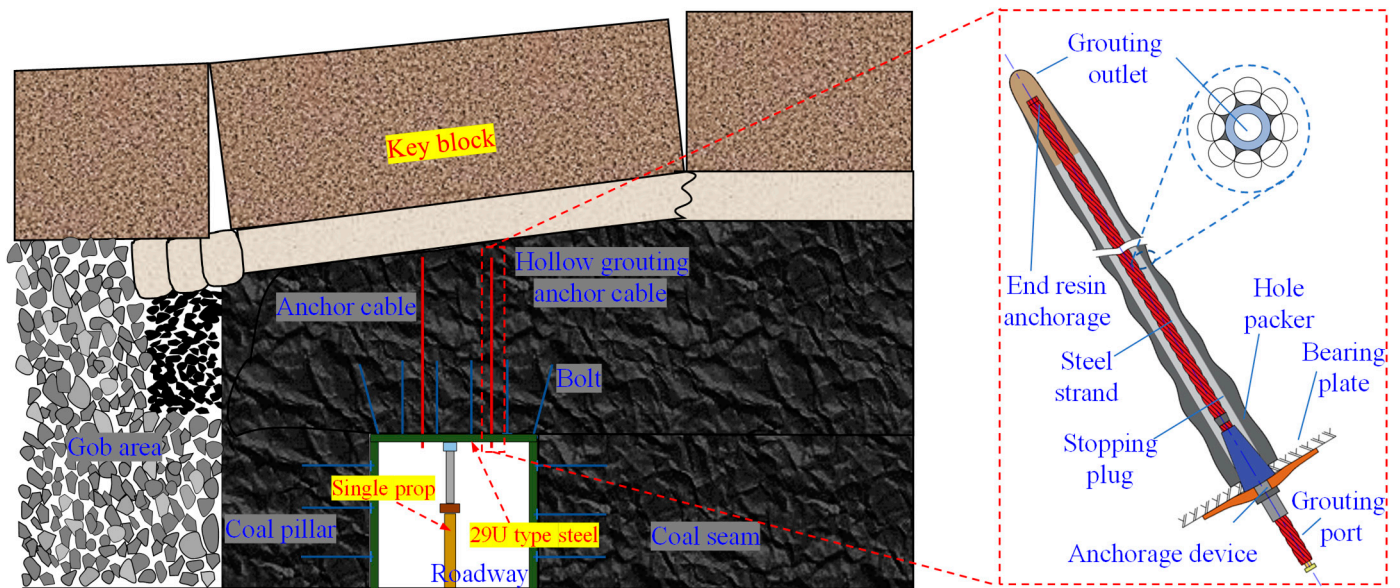 Key block
Hollow grouting
anchor cable
Anchor cable
Bolt
Gob area
Single prop
Coal pillar
29U type steel
Coal seam
Roadway
Grouting
outlet
End resin
anchorage
Hole
packer
Steel
strand
Bearing
plate
Stopping
plug
Grouting
port
Anchorage device